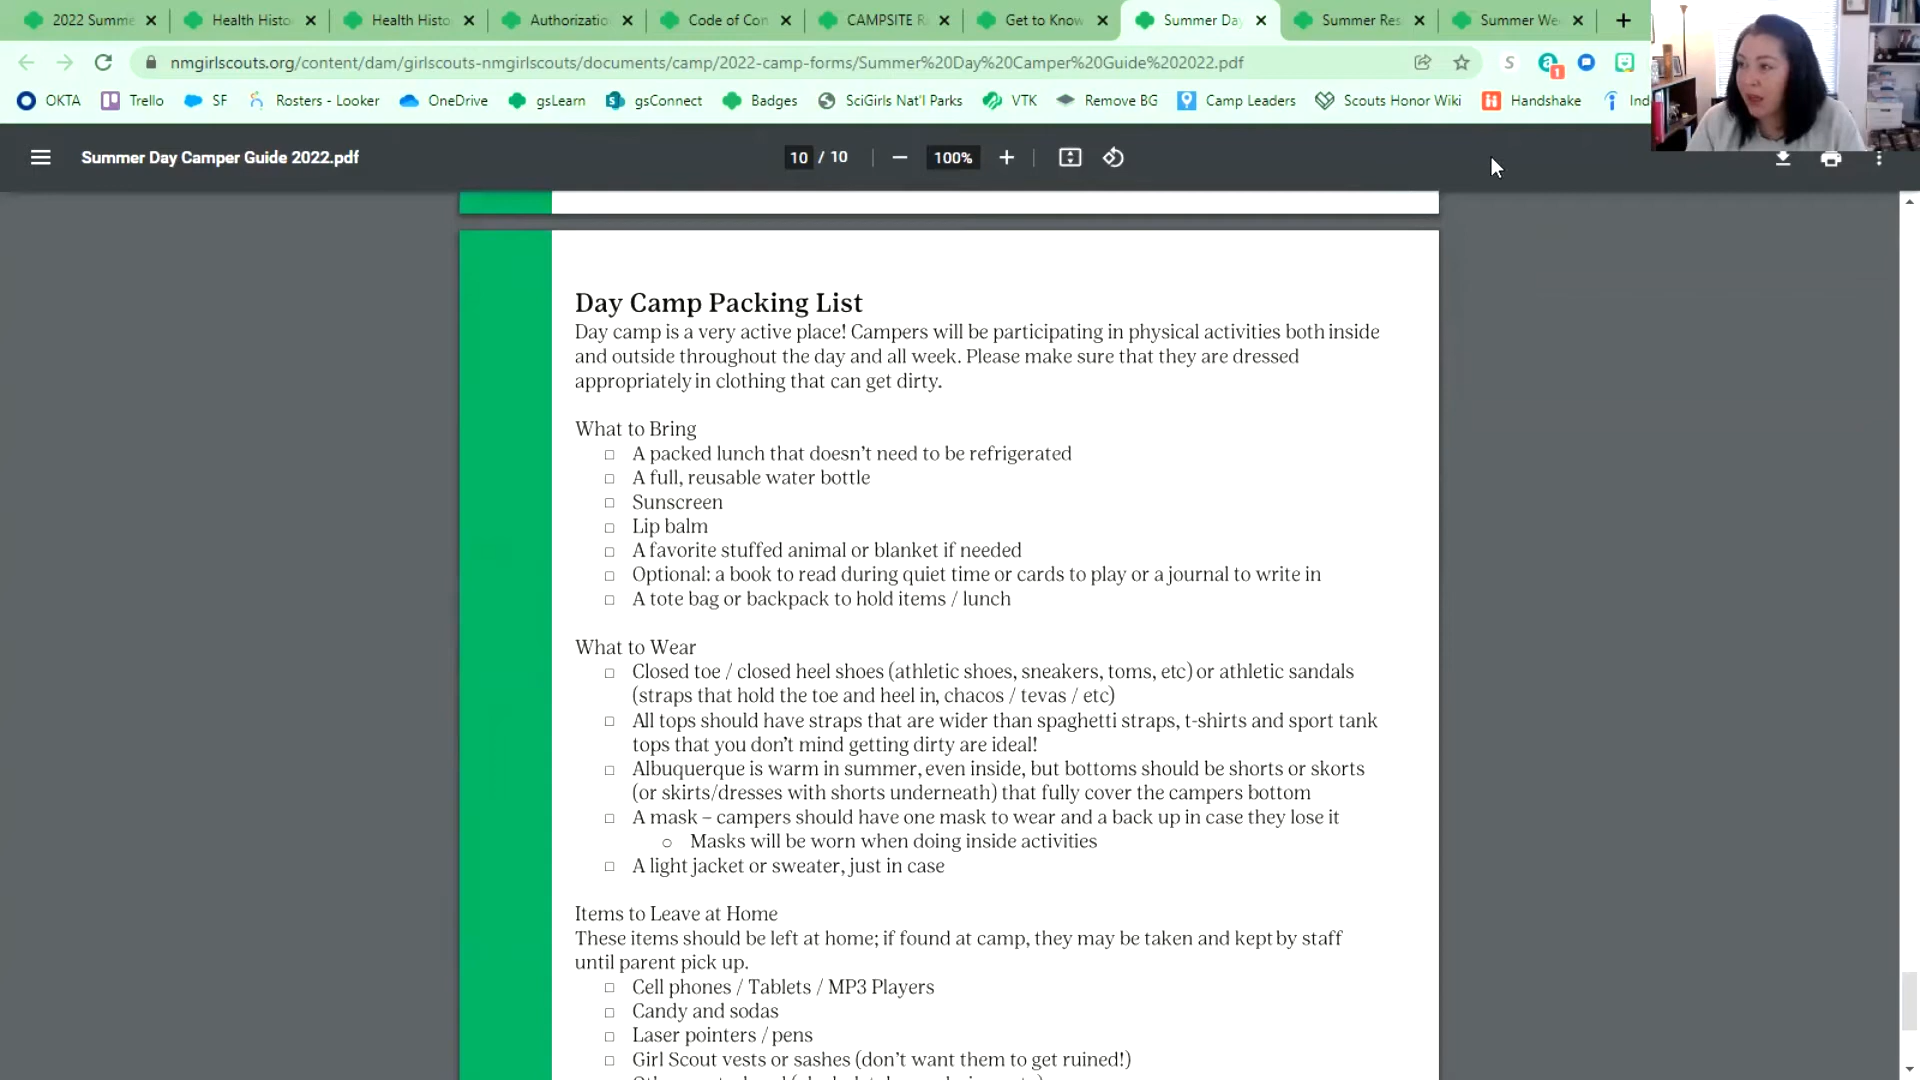 2022 Summe
Health Histo
Health Histo
Authorizatio
Code of Con
CAMPSITE R
Get to Know
Summer Day
Summer Res
Summer We
nmgirlscouts.org/content/dam/girlscouts-nmgirlscouts/documents/camp/2022-camp-forms/Summer%20Day%20Camper%20Guide%202022.pdf
OKTA Trello SF Rosters - Looker OneDrive gsLearn gsConnect Badges SciGirls Nat'l Parks VTK Remove BG Camp Leaders Scouts Honor Wiki Handshake Ind
Summer Day Camper Guide 2022.pdf 10 / 10 100%
Day Camp Packing List
Day camp is a very active place! Campers will be participating in physical activities both inside
and outside throughout the day and all week. Please make sure that they are dressed
appropriately in clothing that can get dirty.
What to Bring
A packed lunch that doesn't need to be refrigerated
A full, reusable water bottle
Sunscreen
Lip balm
A favorite stuffed animal or blanket if needed
Optional: a book to read during quiet time or cards to play or a journal to write in
A tote bag or backpack to hold items / lunch
What to Wear
Closed toe / closed heel shoes (athletic shoes, sneakers, toms, etc) or athletic sandals
(straps that hold the toe and heel in, chacos / tevas / etc)
All tops should have straps that are wider than spaghetti straps, t-shirts and sport tank
tops that you don't mind getting dirty are ideal!
Albuquerque is warm in summer, even inside, but bottoms should be shorts or skorts
(or skirts/dresses with shorts underneath) that fully cover the campers bottom
A mask – campers should have one mask to wear and a back up in case they lose it
Masks will be worn when doing inside activities
A light jacket or sweater, just in case
Items to Leave at Home
These items should be left at home; if found at camp, they may be taken and kept by staff
until parent pick up.
Cell phones / Tablets / MP3 Players
Candy and sodas
Laser pointers / pens
Girl Scout vests or sashes (don't want them to get ruined!)